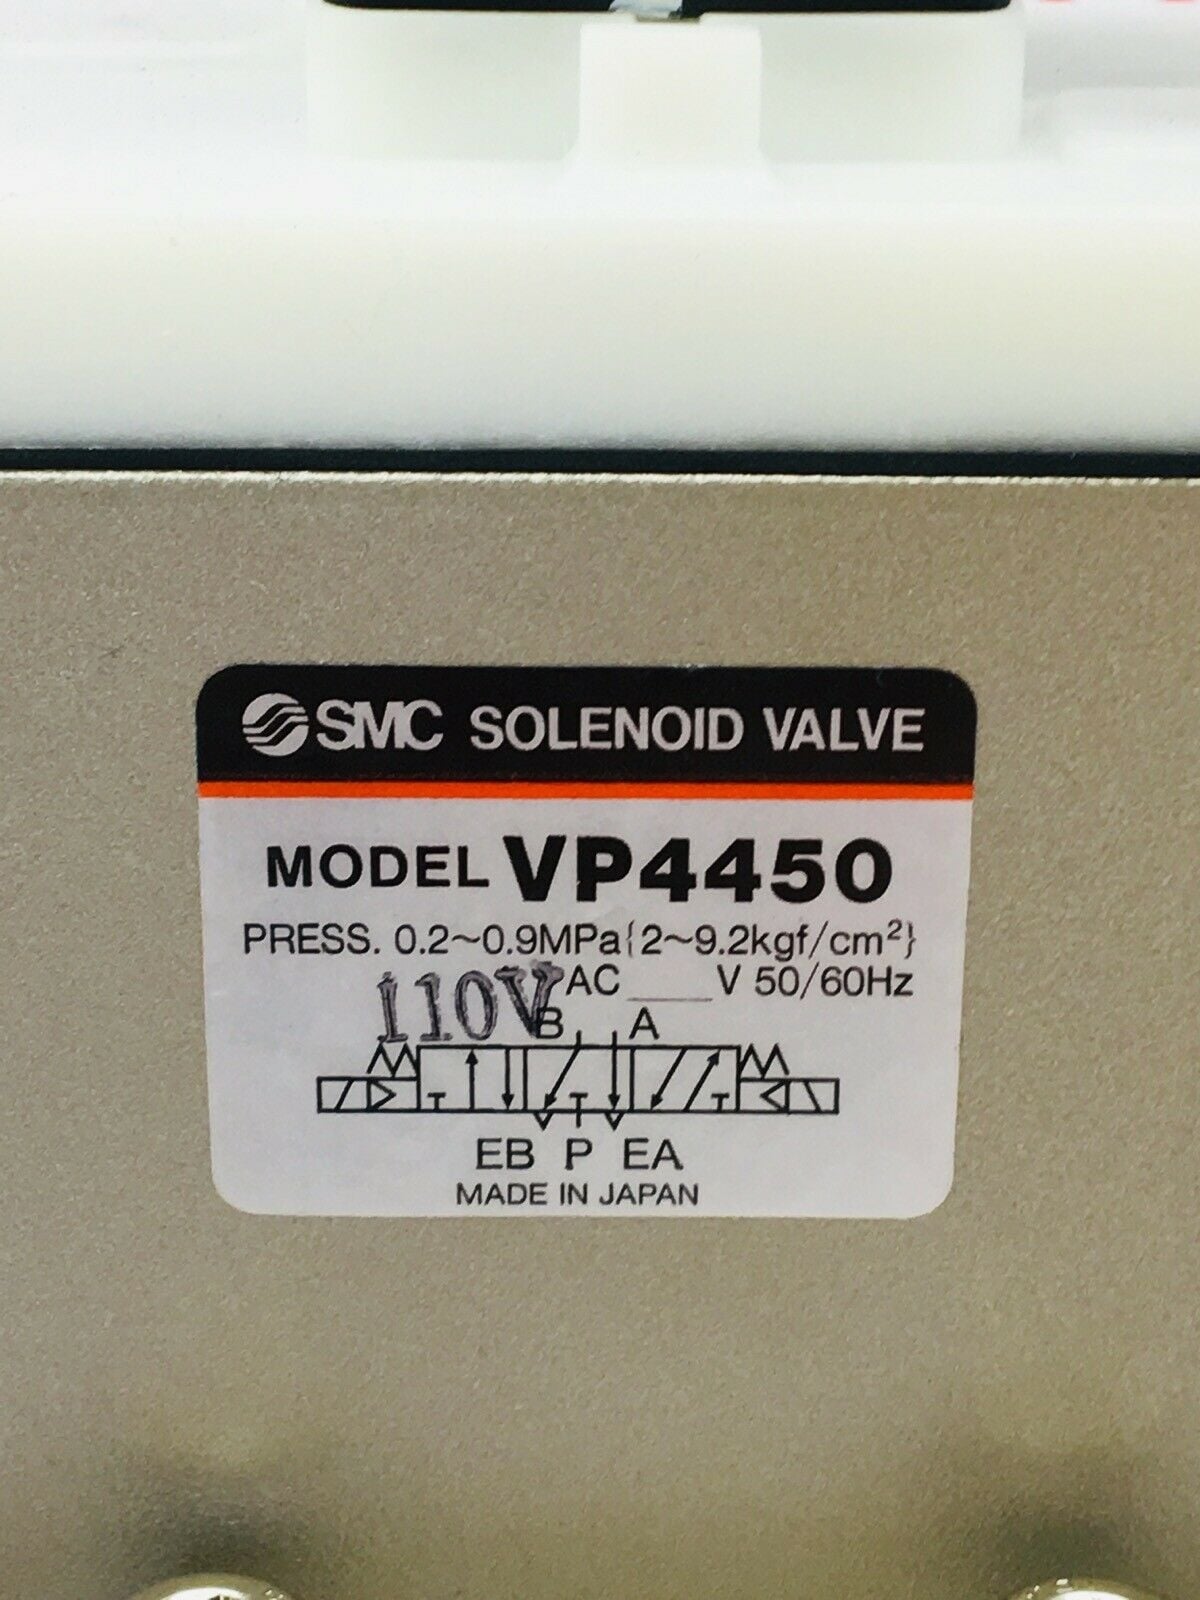 SMC SOLENOID VALVE
MODEL VP4450
PRESS. 0.2~0.9MPa{2~9.2kgf/cm²}
110V AC ____ V 50/60Hz
B A
EB P EA
MADE IN JAPAN